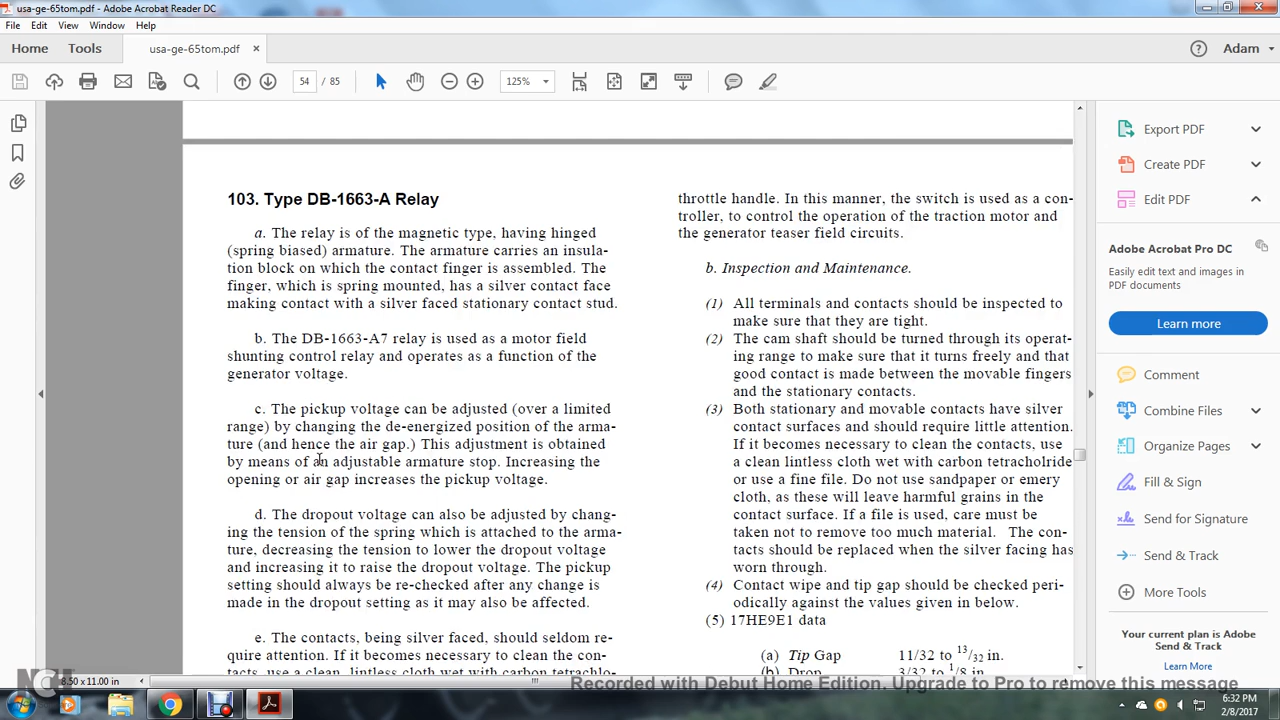 usa-ge-65tom.pdf - Adobe Acrobat Reader DC
File Edit View Window Help
Home Tools usa-ge-65tom.pdf × Adam
54 / 85 125%
103. Type DB-1663-A Relay
a. The relay is of the magnetic type, having hinged
(spring biased) armature. The armature carries an insula-
tion block on which the contact finger is assembled. The
finger, which is spring mounted, has a silver contact face
making contact with a silver faced stationary contact stud.
b. The DB-1663-A7 relay is used as a motor field
shunting control relay and operates as a function of the
generator voltage.
c. The pickup voltage can be adjusted (over a limited
range) by changing the de-energized position of the arma-
ture (and hence the air gap.) This adjustment is obtained
by means of an adjustable armature stop. Increasing the
opening or air gap increases the pickup voltage.
d. The dropout voltage can also be adjusted by chang-
ing the tension of the spring which is attached to the arma-
ture, decreasing the tension to lower the dropout voltage
and increasing it to raise the dropout voltage. The pickup
setting should always be re-checked after any change is
made in the dropout setting as it may also be affected.
e. The contacts, being silver faced, should seldom re-
quire attention. If it becomes necessary to clean the con-
tacts, use a clean, lintless cloth wet with carbon tetrachlo-
throttle handle. In this manner, the switch is used as a con-
troller, to control the operation of the traction motor and
the generator teaser field circuits.
b. Inspection and Maintenance.
(1) All terminals and contacts should be inspected to
make sure that they are tight.
(2) The cam shaft should be turned through its operat-
ing range to make sure that it turns freely and that
good contact is made between the movable fingers
and the stationary contacts.
(3) Both stationary and movable contacts have silver
contact surfaces and should require little attention.
If it becomes necessary to clean the contacts, use
a clean lintless cloth wet with carbon tetracholride
or use a fine file. Do not use sandpaper or emery
cloth, as these will leave harmful grains in the
contact surface. If a file is used, care must be
taken not to remove too much material. The con-
tacts should be replaced when the silver facing has
worn through.
(4) Contact wipe and tip gap should be checked peri-
odically against the values given in below.
(5) 17HE9E1 data
(a) Tip Gap 11/32 to 13/32 in.
(b) Drop 3/32 to 1/8 in.
Export PDF
Create PDF
Edit PDF
Adobe Acrobat Pro DC
Easily edit text and images in
PDF documents
Learn more
Comment
Combine Files
Organize Pages
Fill & Sign
Send for Signature
Send & Track
More Tools
Your current plan is Adobe
Send & Track
Learn More
8.50 x 11.00 in
NCH
Recorded with Debut Home Edition. Upgrade to Pro to remove this message
6:32 PM
2/8/2017